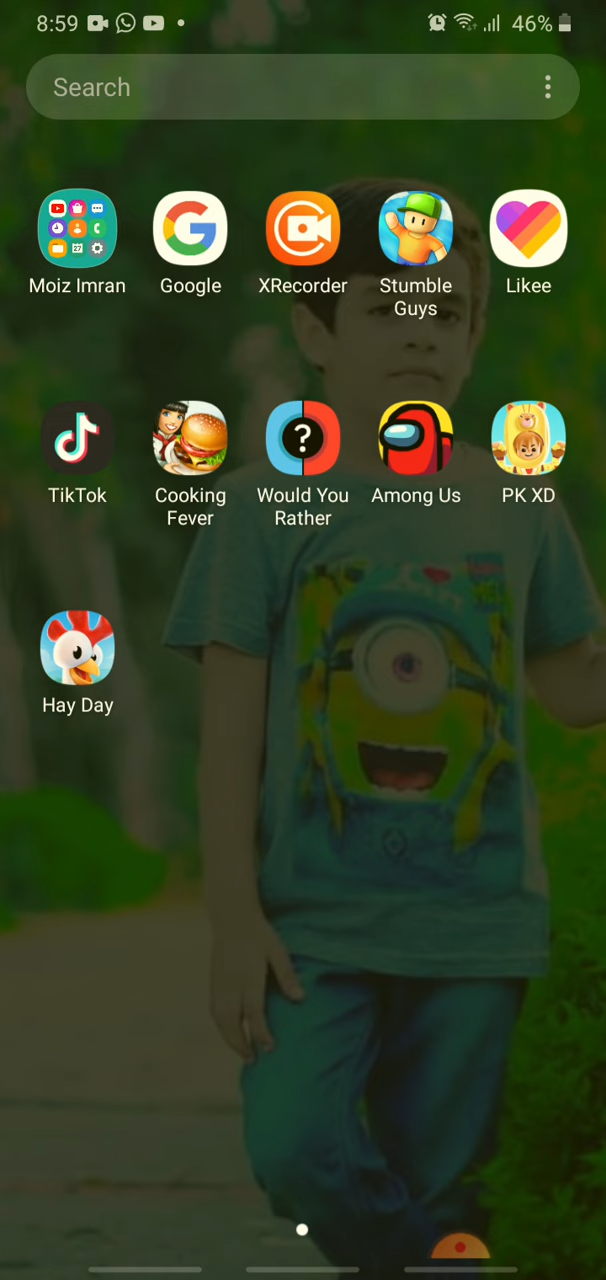 8:59 46%
Search
Moiz Imran Google XRecorder Stumble Guys Likee
TikTok Cooking Fever Would You Rather Among Us PK XD
Hay Day